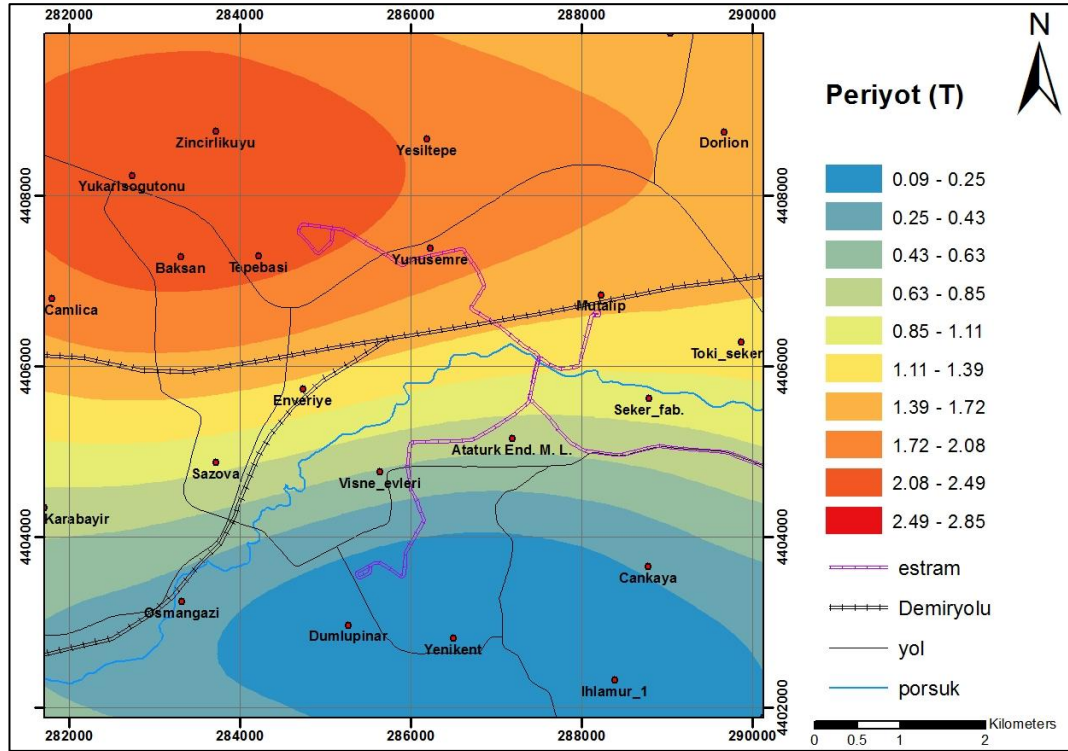 282000 284000 286000 288000 290000
4410000
4410000
N
Periyot (T)
Zincirlikuyu
Yesiltepe
Dorlion
Yukarisogutonu
4408000
4408000
Yunusemre
Baksan
Tepebasi
Camlica
Mutalip
Toki_seker
4406000
4406000
Enveriye
Seker_fab.
Ataturk End. M. L.
Sazova
Visne_evleri
Karabayir
4404000
4404000
Cankaya
Osmangazi
Dumlupinar
Yenikent
Ihlamur_1
4402000
4402000
282000 284000 286000 288000 290000
0.09 - 0.25
0.25 - 0.43
0.43 - 0.63
0.63 - 0.85
0.85 - 1.11
1.11 - 1.39
1.39 - 1.72
1.72 - 2.08
2.08 - 2.49
2.49 - 2.85
estram
Demiryolu
yol
porsuk
Kilometers
0 0.5 1 2